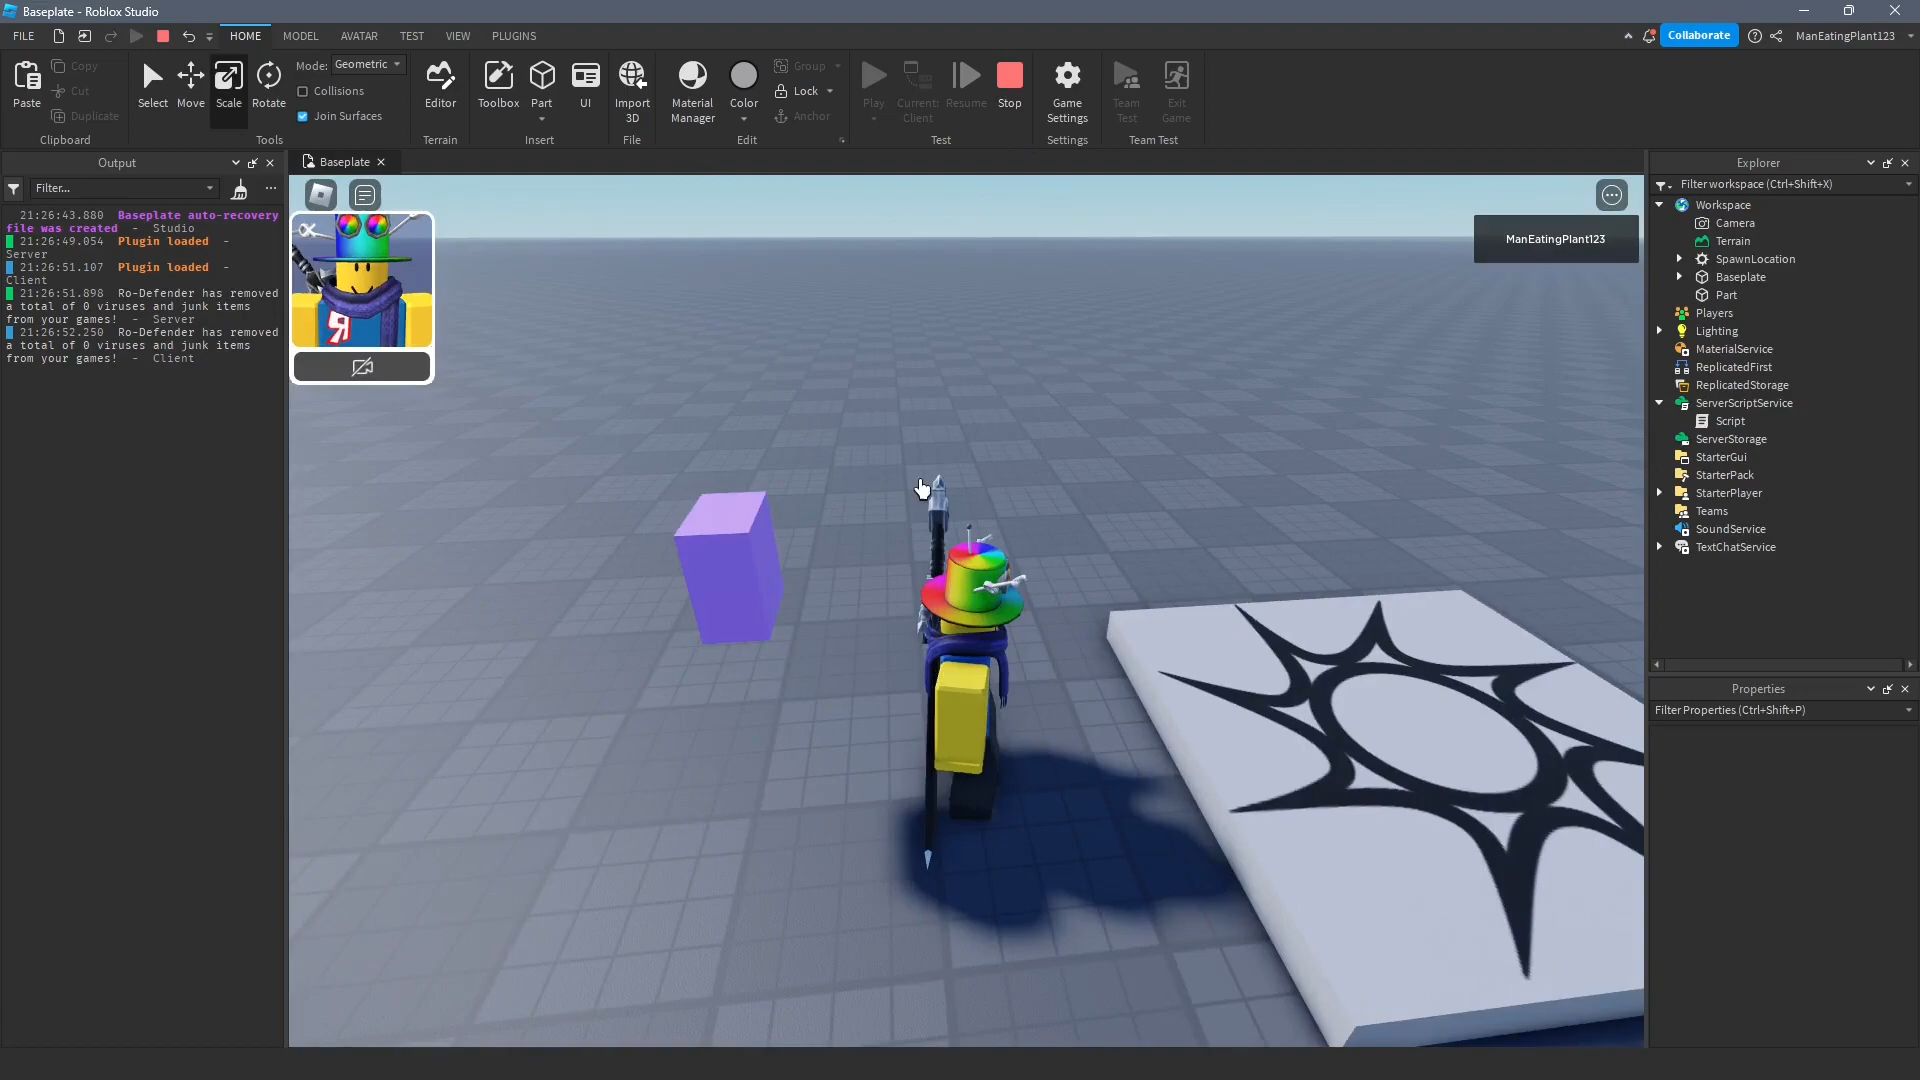 Baseplate - Roblox Studio
FILE HOME MODEL AVATAR TEST VIEW PLUGINS Collaborate ManEatingPlant123
Paste Copy Cut Duplicate Clipboard
Select Move Scale Rotate Mode: Geometric Collisions Join Surfaces Tools
Editor Terrain
Toolbox Part UI Insert
Import 3D File
Material Manager Color Group Lock Anchor Edit
Play Current: Client Resume Stop Test
Game Settings Settings
Team Test Exit Game Team Test
Output
Filter...
21:26:43.880 Baseplate auto-recovery
file was created - Studio
21:26:49.054 Plugin loaded -
Server
21:26:51.107 Plugin loaded -
Client
21:26:51.898 Ro-Defender has removed
a total of 0 viruses and junk items
from your games! - Server
21:26:52.250 Ro-Defender has removed
a total of 0 viruses and junk items
from your games! - Client
Baseplate
ManEatingPlant123
Explorer
Filter workspace (Ctrl+Shift+X)
Workspace
Camera
Terrain
SpawnLocation
Baseplate
Part
Players
Lighting
MaterialService
ReplicatedFirst
ReplicatedStorage
ServerScriptService
Script
ServerStorage
StarterGui
StarterPack
StarterPlayer
Teams
SoundService
TextChatService
Properties
Filter Properties (Ctrl+Shift+P)